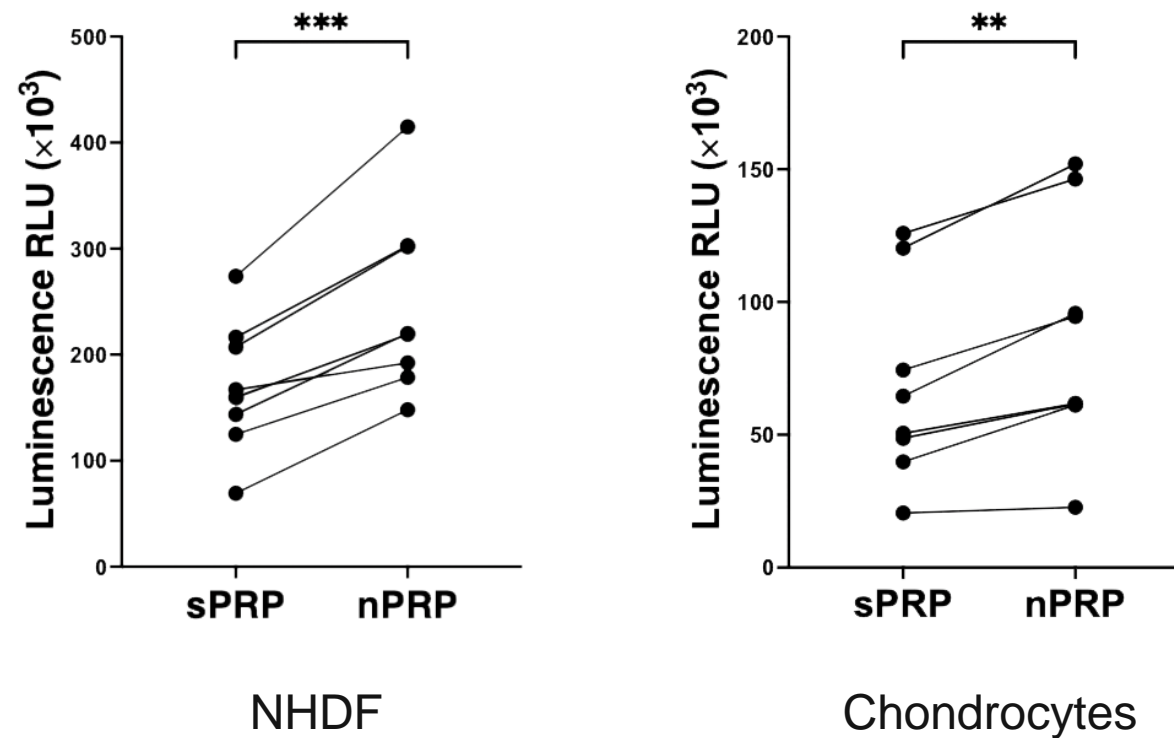 ***
Luminescence RLU (×10³)
500
400
300
200
100
0
sPRP nPRP
NHDF
**
Luminescence RLU (×10³)
200
150
100
50
0
sPRP nPRP
Chondrocytes